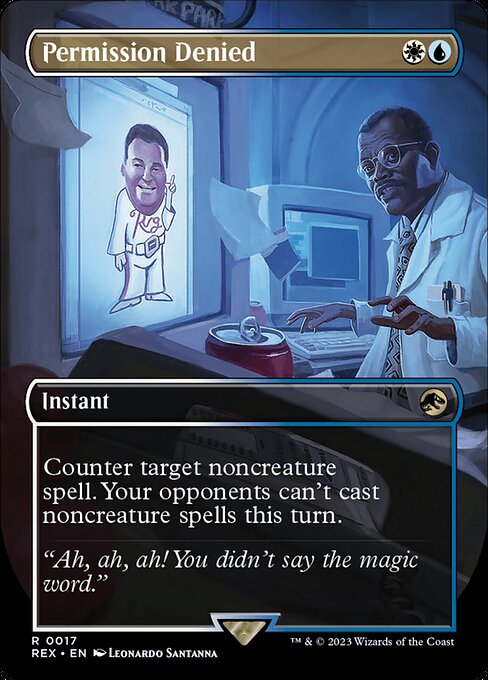 PARK
Permission Denied
Instant
Counter target noncreature
spell. Your opponents can’t cast
noncreature spells this turn.
“Ah, ah, ah! You didn’t say the magic
word.”
R 0017
REX • EN Leonardo Santanna
™ & © 2023 Wizards of the Coast